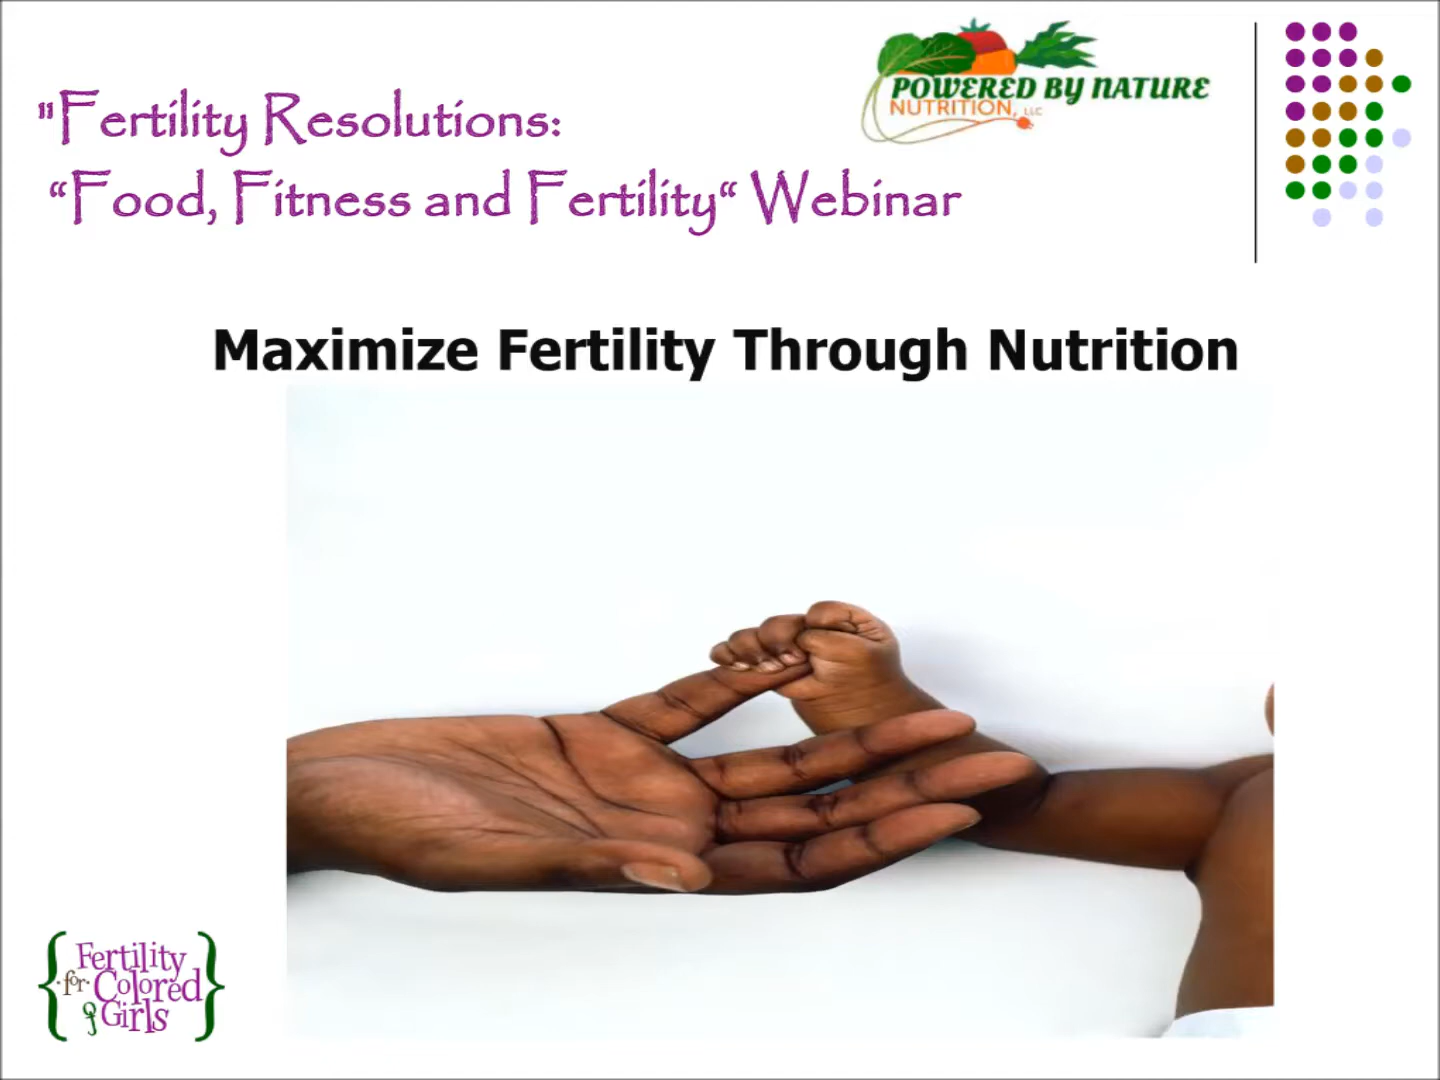 "Fertility Resolutions:
“Food, Fitness and Fertility“ Webinar
POWERED BY NATURE
NUTRITION, LLC
Maximize Fertility Through Nutrition
Fertility
for Colored
Girls